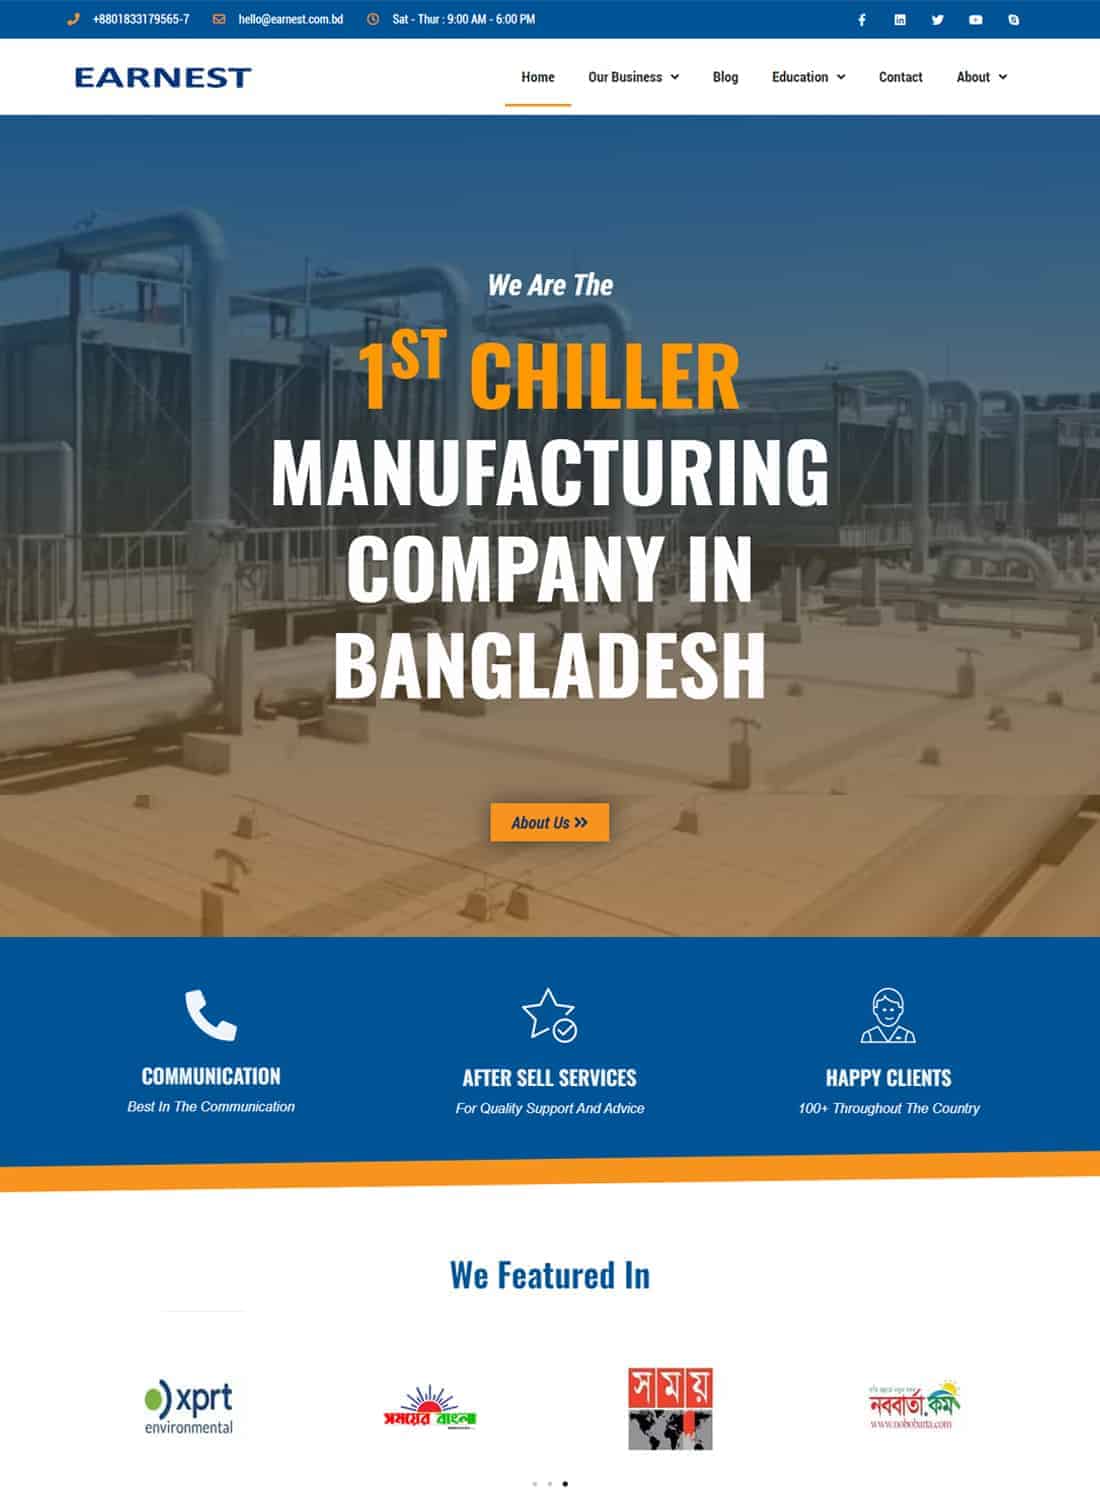 +8801833179565-7
hello@earnest.com.bd
Sat - Thur : 9:00 AM - 6:00 PM
EARNEST
Home
Our Business
Blog
Education
Contact
About
We Are The
1ST CHILLER
MANUFACTURING
COMPANY IN
BANGLADESH
About Us
COMMUNICATION
Best In The Communication
AFTER SELL SERVICES
For Quality Support And Advice
HAPPY CLIENTS
100+ Throughout The Country
We Featured In
xprt
environmental
সময়ের বাংলা
সময়
নববার্তা.কম
www.nobobarta.com